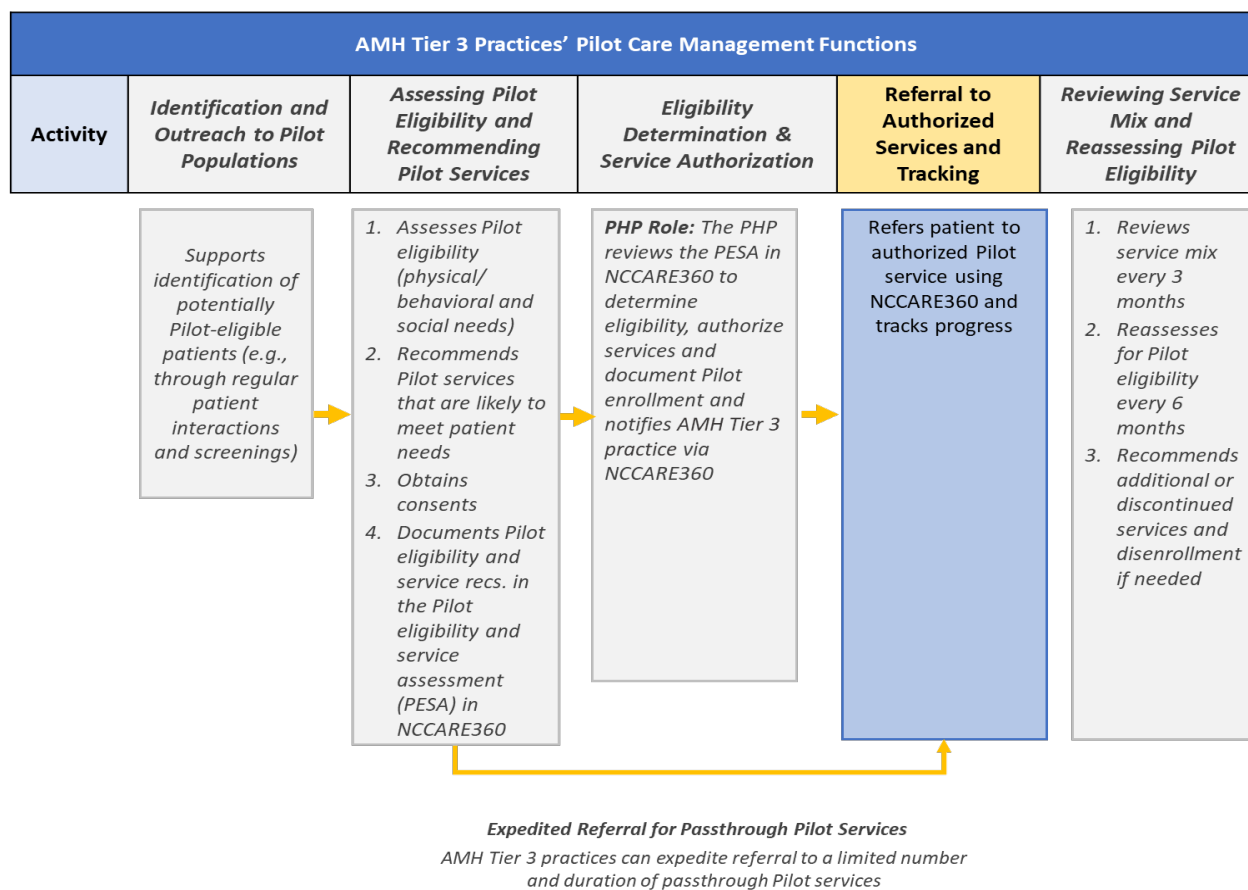 AMH Tier 3 Practices’ Pilot Care Management Functions
Activity
Identification and
Outreach to Pilot
Populations
Assessing Pilot
Eligibility and
Recommending
Pilot Services
Eligibility
Determination &
Service Authorization
Referral to
Authorized
Services and
Tracking
Reviewing Service
Mix and
Reassessing Pilot
Eligibility
Supports
identification of
potentially
Pilot-eligible
patients (e.g.,
through regular
patient
interactions
and screenings)
1. Assesses Pilot
eligibility
(physical/
behavioral and
social needs)
2. Recommends
Pilot services
that are likely to
meet patient
needs
3. Obtains
consents
4. Documents Pilot
eligibility and
service recs. in
the Pilot
eligibility and
service
assessment
(PESA) in
NCCARE360
PHP Role: The PHP
reviews the PESA in
NCCARE360 to
determine
eligibility, authorize
services and
document Pilot
enrollment and
notifies AMH Tier 3
practice via
NCCARE360
Refers patient to
authorized Pilot
service using
NCCARE360 and
tracks progress
1. Reviews
service mix
every 3
months
2. Reassesses
for Pilot
eligibility
every 6
months
3. Recommends
additional or
discontinued
services and
disenrollment
if needed
Expedited Referral for Passthrough Pilot Services
AMH Tier 3 practices can expedite referral to a limited number
and duration of passthrough Pilot services